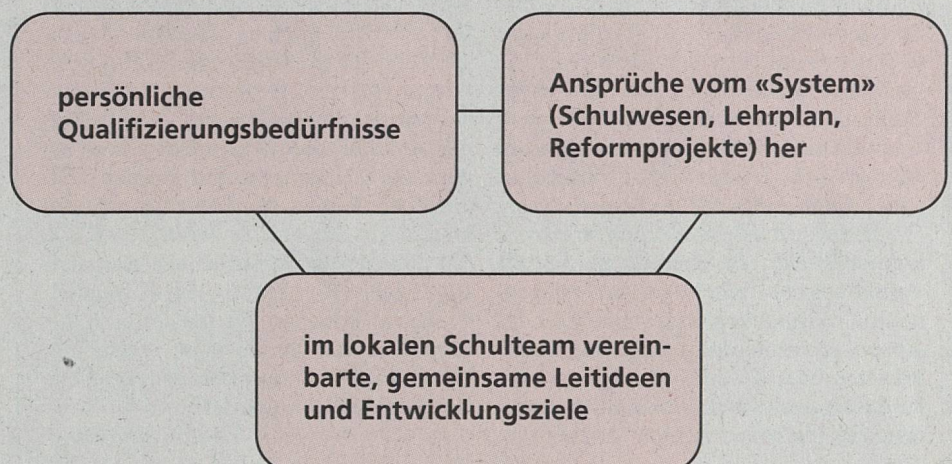 persönliche
Qualifizierungsbedürfnisse
Ansprüche vom «System»
(Schulwesen, Lehrplan,
Reformprojekte) her
im lokalen Schulteam verein-
barte, gemeinsame Leitideen
und Entwicklungsziele